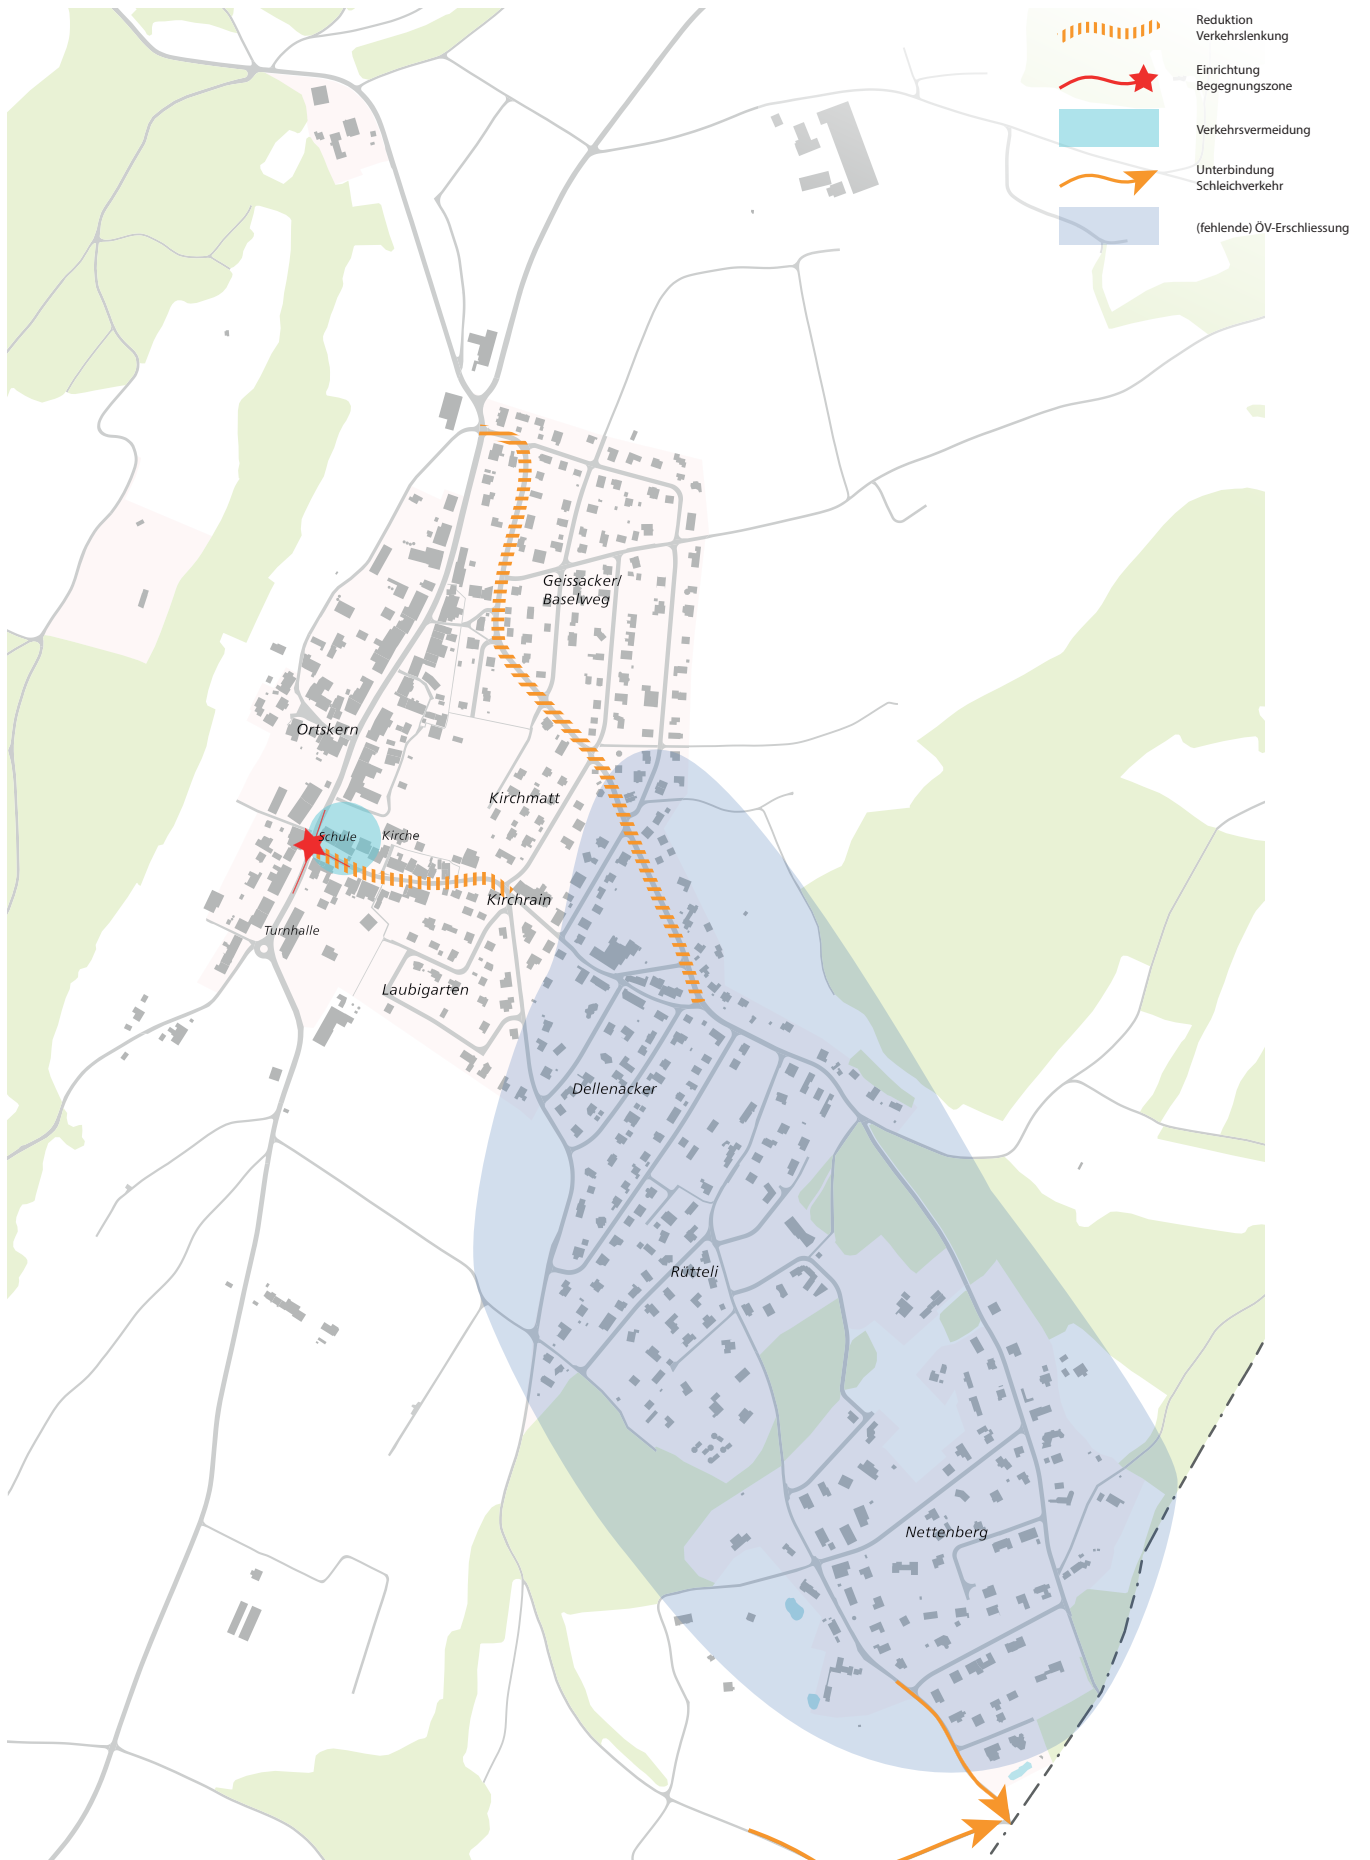 Reduktion
Verkehrslenkung
Einrichtung
Begegnungszone
Verkehrsvermeidung
Unterbindung
Schleichverkehr
(fehlende) ÖV-Erschliessung
Geissacker/
Baselweg
Ortskern
Kirchmatt
Schule
Kirche
Kirchrain
Turnhalle
Laubigarten
Dellenacker
Rütteli
Nettenberg